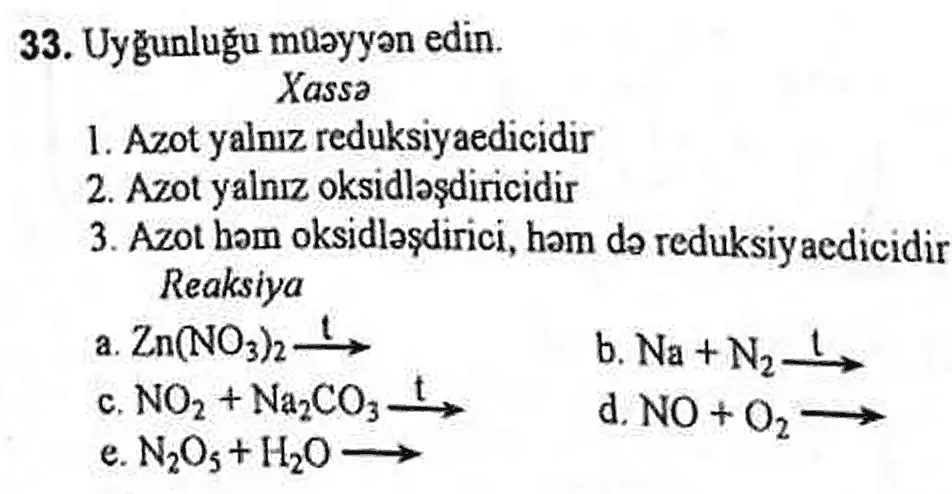 33. Uyğunluğu müəyyən edin.
Xassə
1. Azot yalnız reduksiyaedicidir
2. Azot yalnız oksidləşdiricidir
3. Azot həm oksidləşdirici, həm də reduksiyaedicidir
Reaksiya
a. Zn(NO₃)₂ —t→ b. Na + N₂ —t→
c. NO₂ + Na₂CO₃ —t→ d. NO + O₂ ⟶
e. N₂O₅ + H₂O ⟶